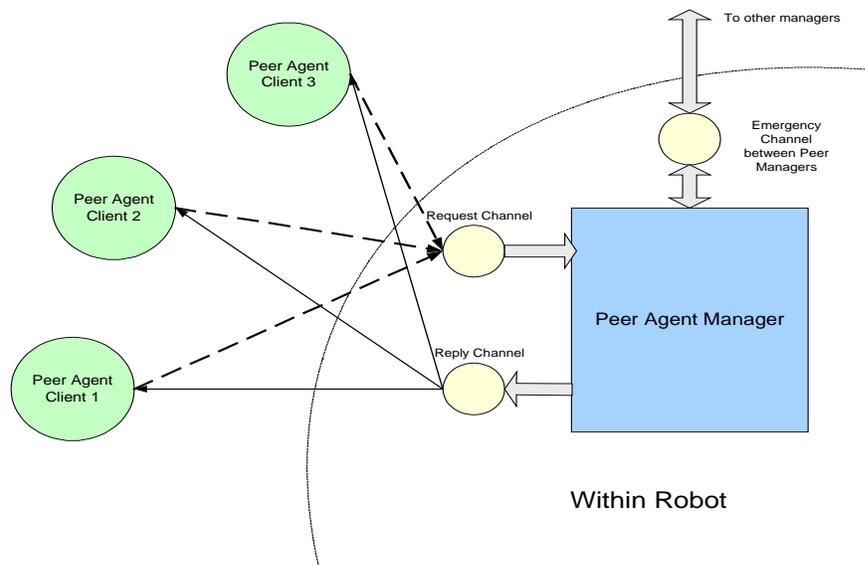 To other managers
Peer Agent
Client 3
Emergency
Channel
between Peer
Managers
Peer Agent
Client 2
Request Channel
Peer Agent Manager
Reply Channel
Peer Agent
Client 1
Within Robot